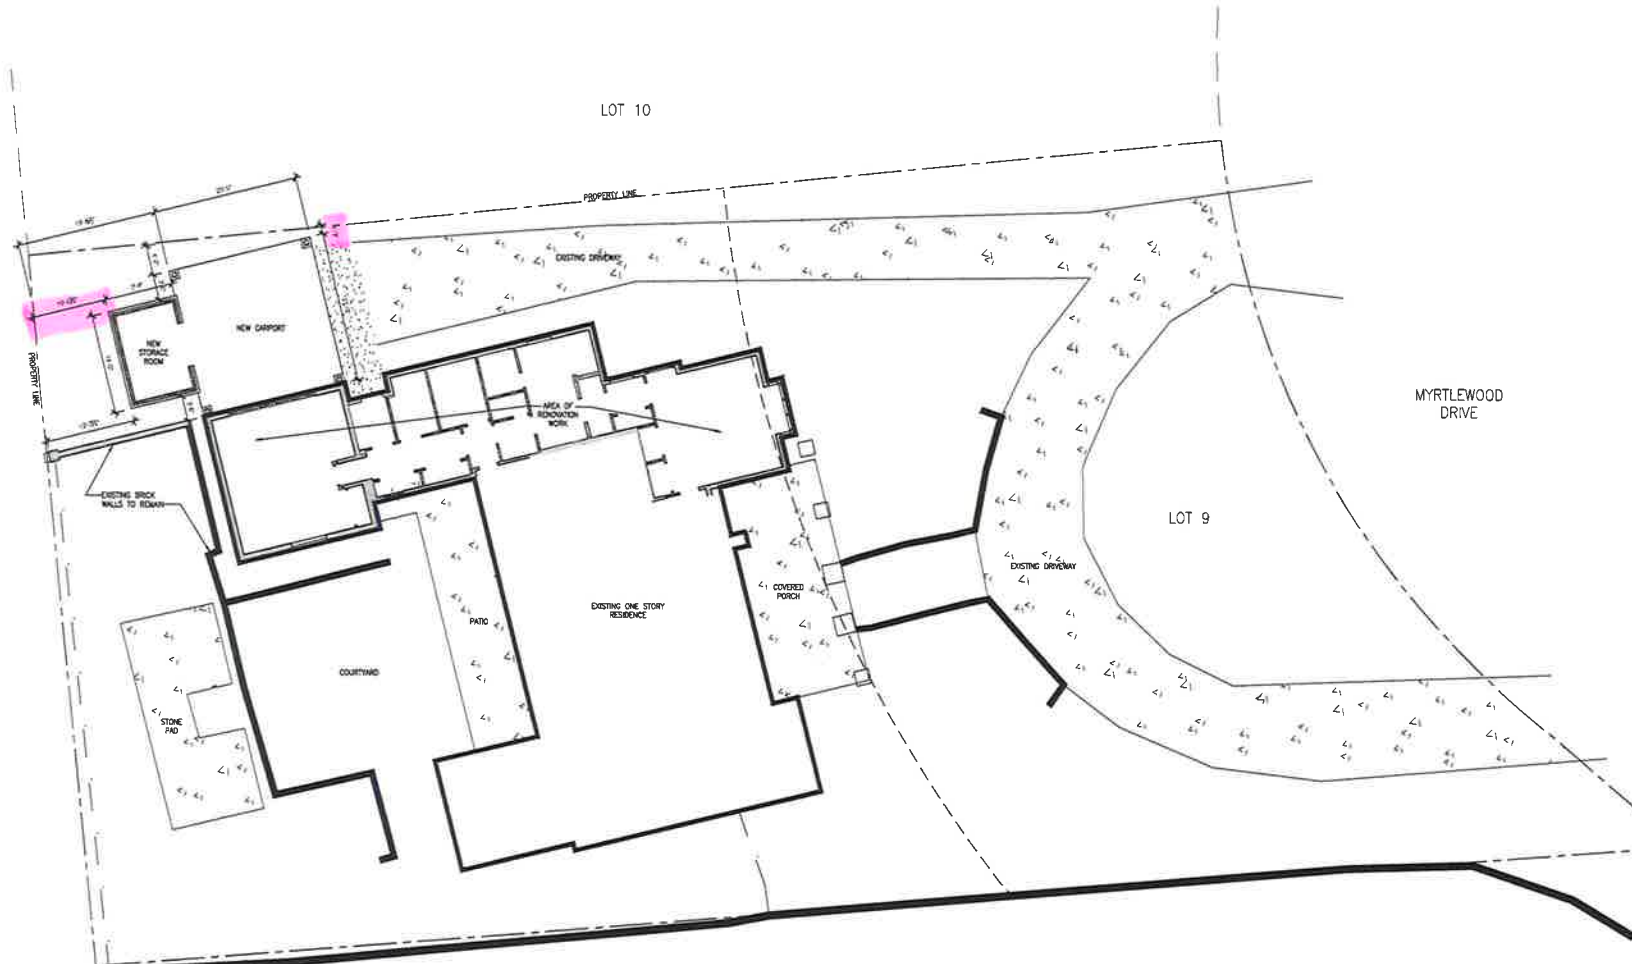 LOT 10
PROPERTY LINE
EXISTING DRIVEWAY
NEW CARPORT
NEW
STORAGE
ROOM
PROPERTY LINE
AREA OF
RENOVATION
WORK
MYRTLEWOOD
DRIVE
EXISTING BRICK
WALLS TO REMAIN
LOT 9
EXISTING DRIVEWAY
COVERED
PORCH
EXISTING ONE STORY
RESIDENCE
PATIO
COURTYARD
STONE
PAD